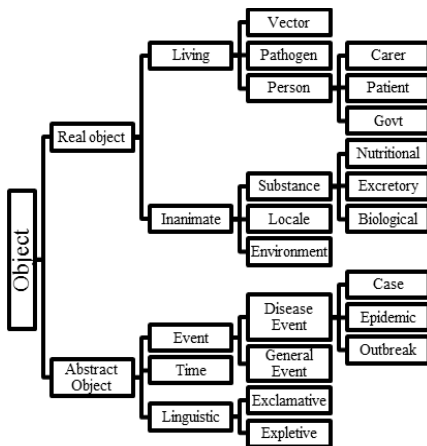 Object
Real object
Living
Vector
Pathogen
Person
Carer
Patient
Govt
Inanimate
Substance
Nutritional
Excretory
Biological
Locale
Environment
Abstract
Object
Event
Disease
Event
Case
Epidemic
Outbreak
General
Event
Time
Linguistic
Exclamative
Expletive